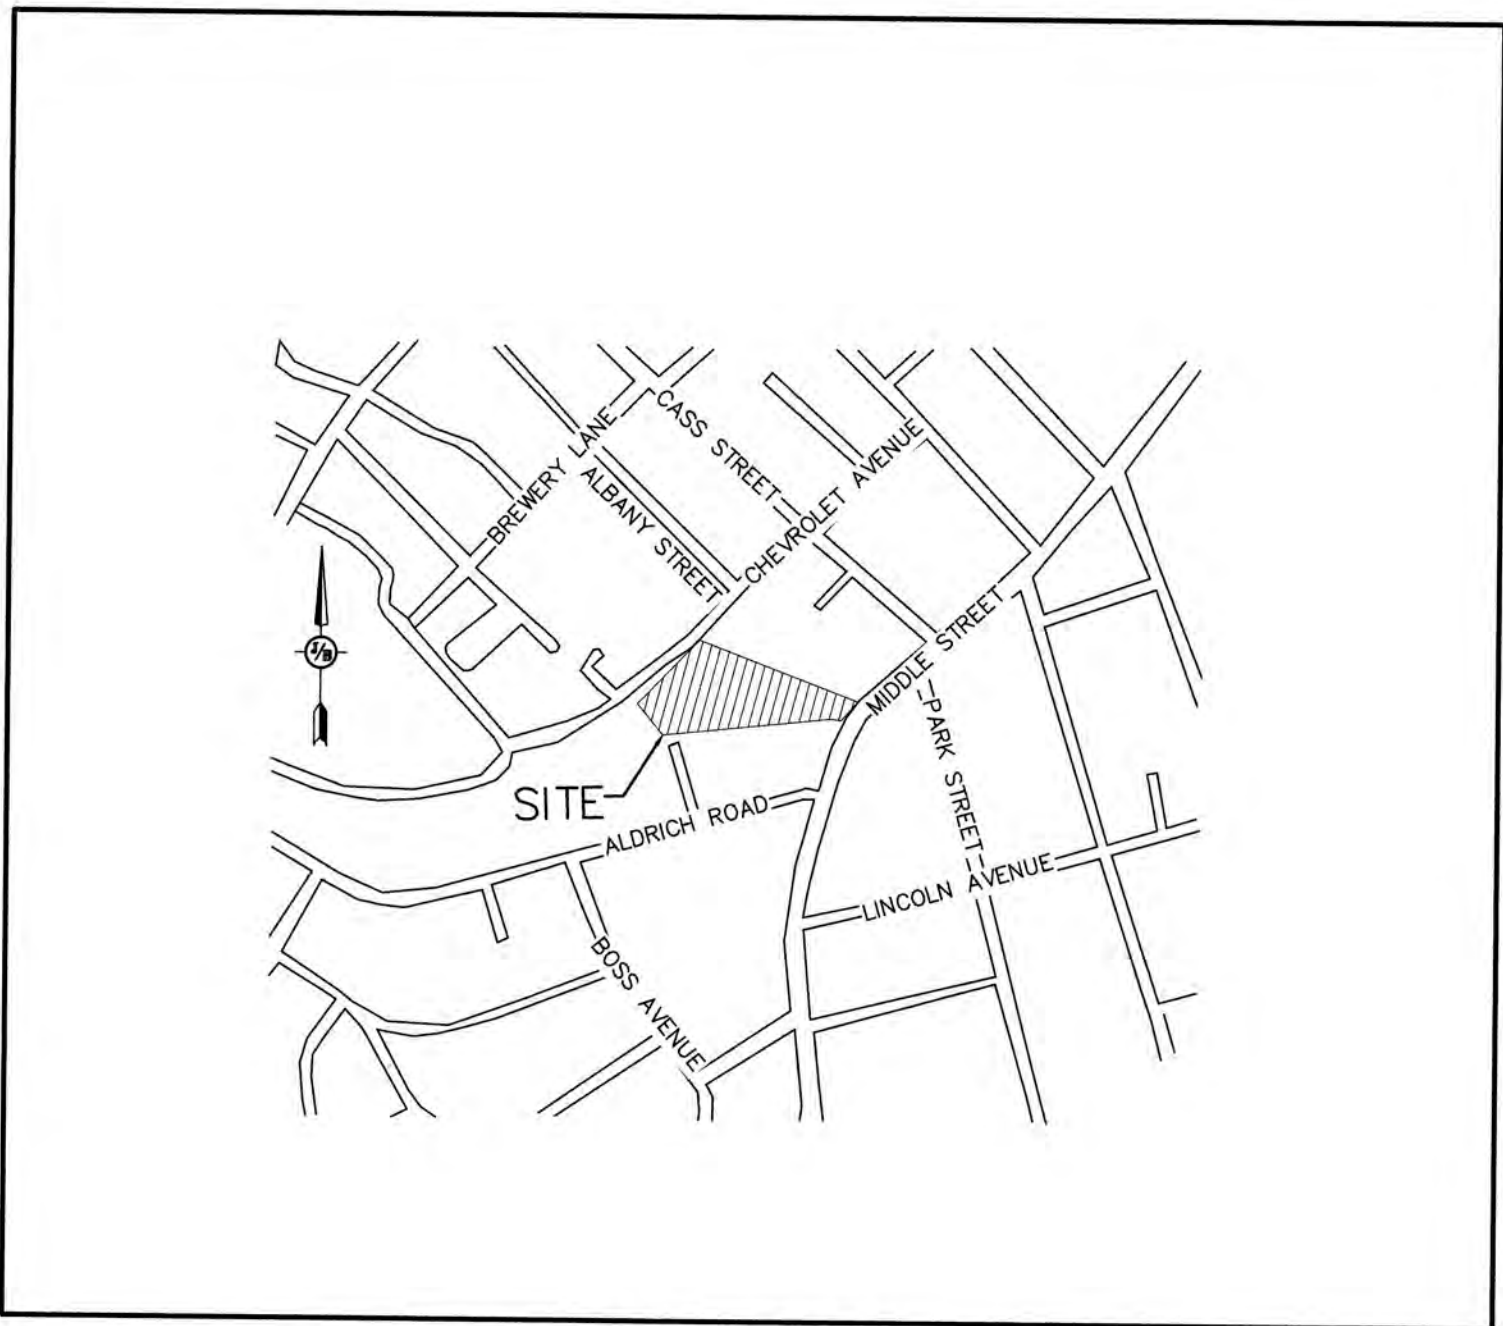 CASS STREET
BREWERY LANE
CHEVROLET AVENUE
ALBANY STREET
MIDDLE STREET
J/B
PARK STREET
SITE
ALDRICH ROAD
LINCOLN AVENUE
BOSS AVENUE